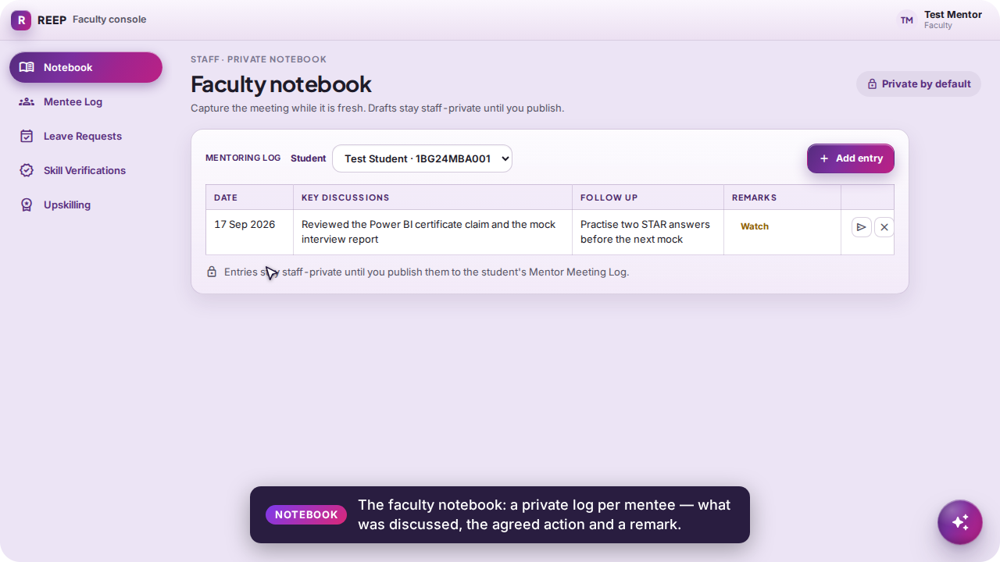 R REEP Faculty console
TM Test Mentor
Faculty
Notebook
Mentee Log
Leave Requests
Skill Verifications
Upskilling
STAFF · PRIVATE NOTEBOOK
Faculty notebook
Capture the meeting while it is fresh. Drafts stay staff-private until you publish.
Private by default
MENTORING LOG Student Test Student · 1BG24MBA001
+ Add entry
DATE KEY DISCUSSIONS FOLLOW UP REMARKS
17 Sep 2026 Reviewed the Power BI certificate claim and the mock interview report
Practise two STAR answers before the next mock
Watch
Entries stay staff-private until you publish them to the student's Mentor Meeting Log.
NOTEBOOK
The faculty notebook: a private log per mentee — what
was discussed, the agreed action and a remark.